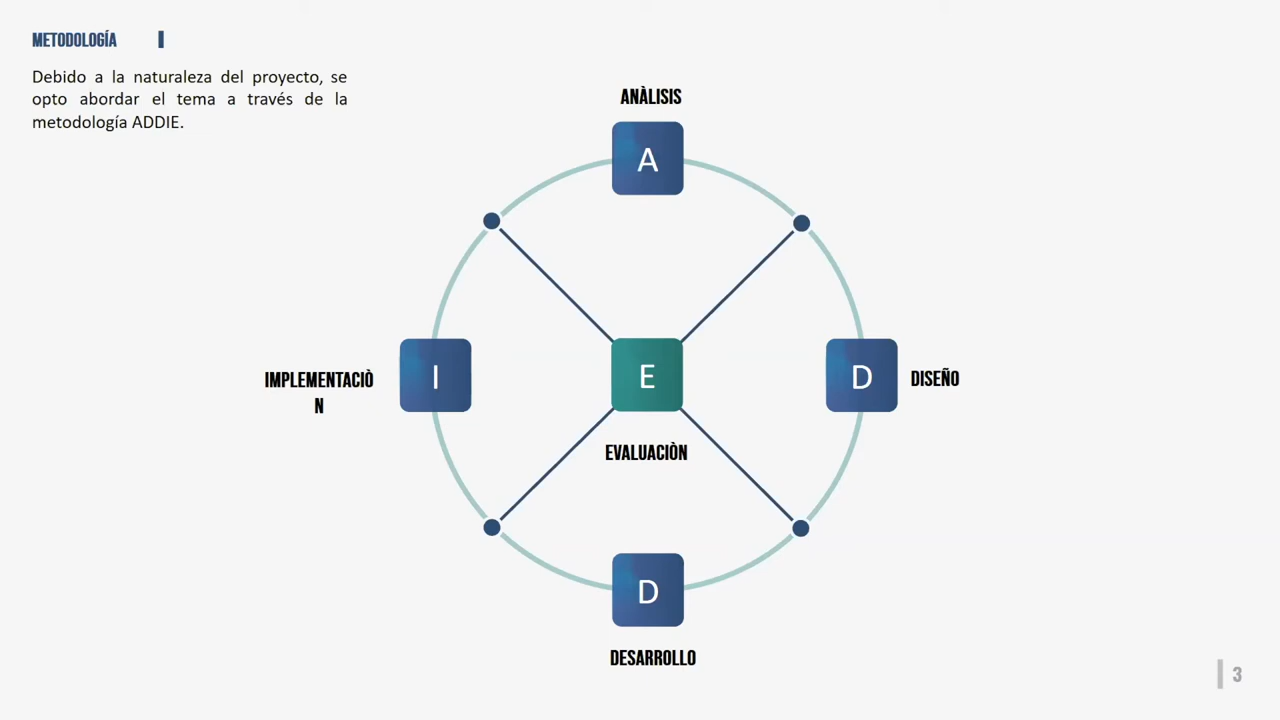 METODOLOGÍA
Debido a la naturaleza del proyecto, se
opto abordar el tema a través de la
metodología ADDIE.
ANÀLISIS
A
IMPLEMENTACIÒ
N
I
E
D
DISEÑO
EVALUACIÒN
D
DESARROLLO
3